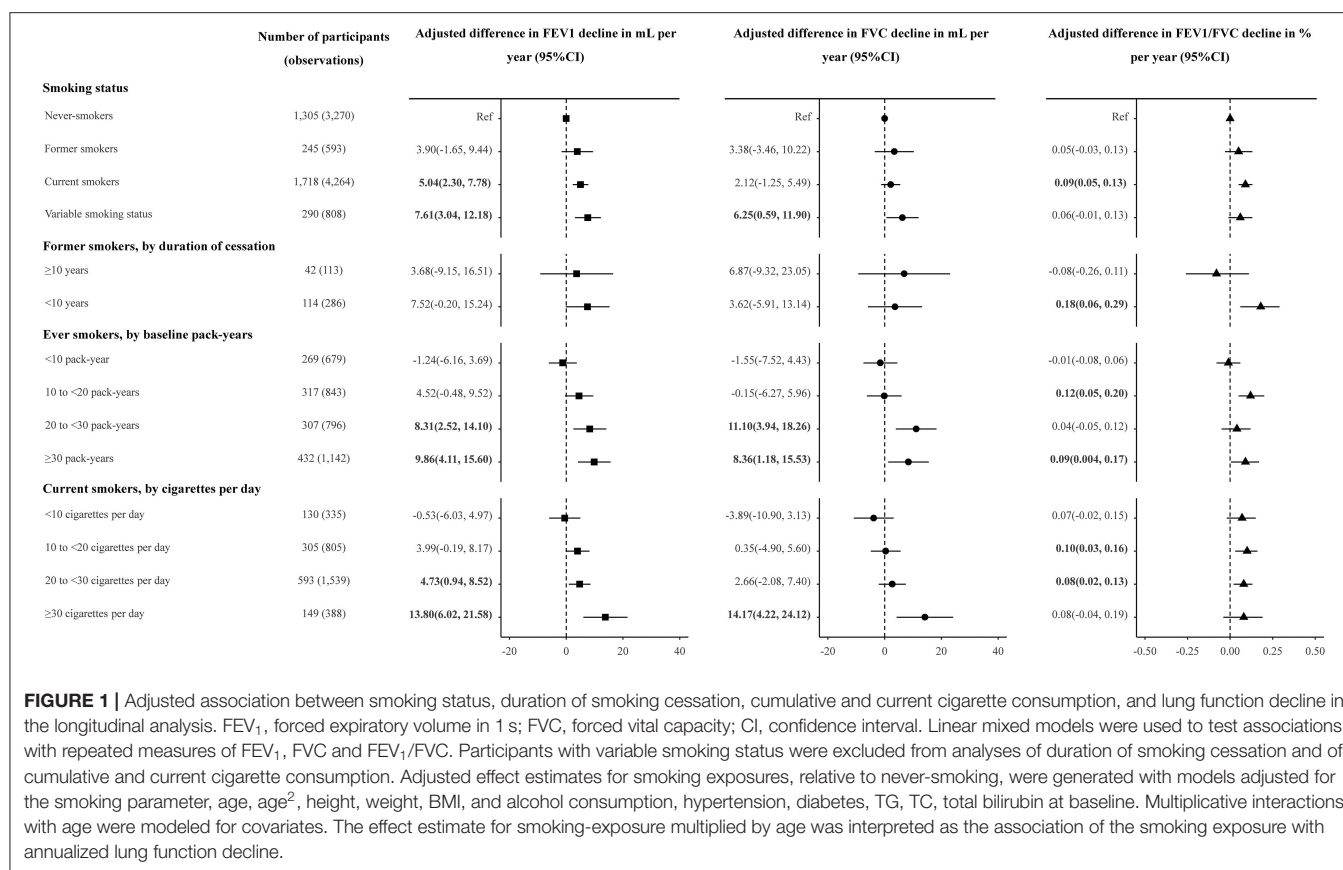 Number of participants Adjusted difference in FEV1 decline in mL per Adjusted difference in FVC decline in mL per Adjusted difference in FEV1/FVC decline in %
(observations) year (95%CI) year (95%CI) per year (95%CI)
Smoking status
Never-smokers 1,305 (3,270) Ref Ref Ref
Former smokers 245 (593) 3.90(-1.65, 9.44) 3.38(-3.46, 10.22) 0.05(-0.03, 0.13)
Current smokers 1,718 (4,264) 5.04(2.30, 7.78) 2.12(-1.25, 5.49) 0.09(0.05, 0.13)
Variable smoking status 290 (808) 7.61(3.04, 12.18) 6.25(0.59, 11.90) 0.06(-0.01, 0.13)
Former smokers, by duration of cessation
≥10 years 42 (113) 3.68(-9.15, 16.51) 6.87(-9.32, 23.05) -0.08(-0.26, 0.11)
<10 years 114 (286) 7.52(-0.20, 15.24) 3.62(-5.91, 13.14) 0.18(0.06, 0.29)
Ever smokers, by baseline pack-years
<10 pack-year 269 (679) -1.24(-6.16, 3.69) -1.55(-7.52, 4.43) -0.01(-0.08, 0.06)
10 to <20 pack-years 317 (843) 4.52(-0.48, 9.52) -0.15(-6.27, 5.96) 0.12(0.05, 0.20)
20 to <30 pack-years 307 (796) 8.31(2.52, 14.10) 11.10(3.94, 18.26) 0.04(-0.05, 0.12)
≥30 pack-years 432 (1,142) 9.86(4.11, 15.60) 8.36(1.18, 15.53) 0.09(0.004, 0.17)
Current smokers, by cigarettes per day
<10 cigarettes per day 130 (335) -0.53(-6.03, 4.97) -3.89(-10.90, 3.13) 0.07(-0.02, 0.15)
10 to <20 cigarettes per day 305 (805) 3.99(-0.19, 8.17) 0.35(-4.90, 5.60) 0.10(0.03, 0.16)
20 to <30 cigarettes per day 593 (1,539) 4.73(0.94, 8.52) 2.66(-2.08, 7.40) 0.08(0.02, 0.13)
≥30 cigarettes per day 149 (388) 13.80(6.02, 21.58) 14.17(4.22, 24.12) 0.08(-0.04, 0.19)
-20 0 20 40 -20 0 20 40 -0.50 -0.25 0.00 0.25 0.50
FIGURE 1 | Adjusted association between smoking status, duration of smoking cessation, cumulative and current cigarette consumption, and lung function decline in
the longitudinal analysis. FEV₁, forced expiratory volume in 1 s; FVC, forced vital capacity; CI, confidence interval. Linear mixed models were used to test associations
with repeated measures of FEV₁, FVC and FEV₁/FVC. Participants with variable smoking status were excluded from analyses of duration of smoking cessation and of
cumulative and current cigarette consumption. Adjusted effect estimates for smoking exposures, relative to never-smoking, were generated with models adjusted for
the smoking parameter, age, age², height, weight, BMI, and alcohol consumption, hypertension, diabetes, TG, TC, total bilirubin at baseline. Multiplicative interactions
with age were modeled for covariates. The effect estimate for smoking-exposure multiplied by age was interpreted as the association of the smoking exposure with
annualized lung function decline.